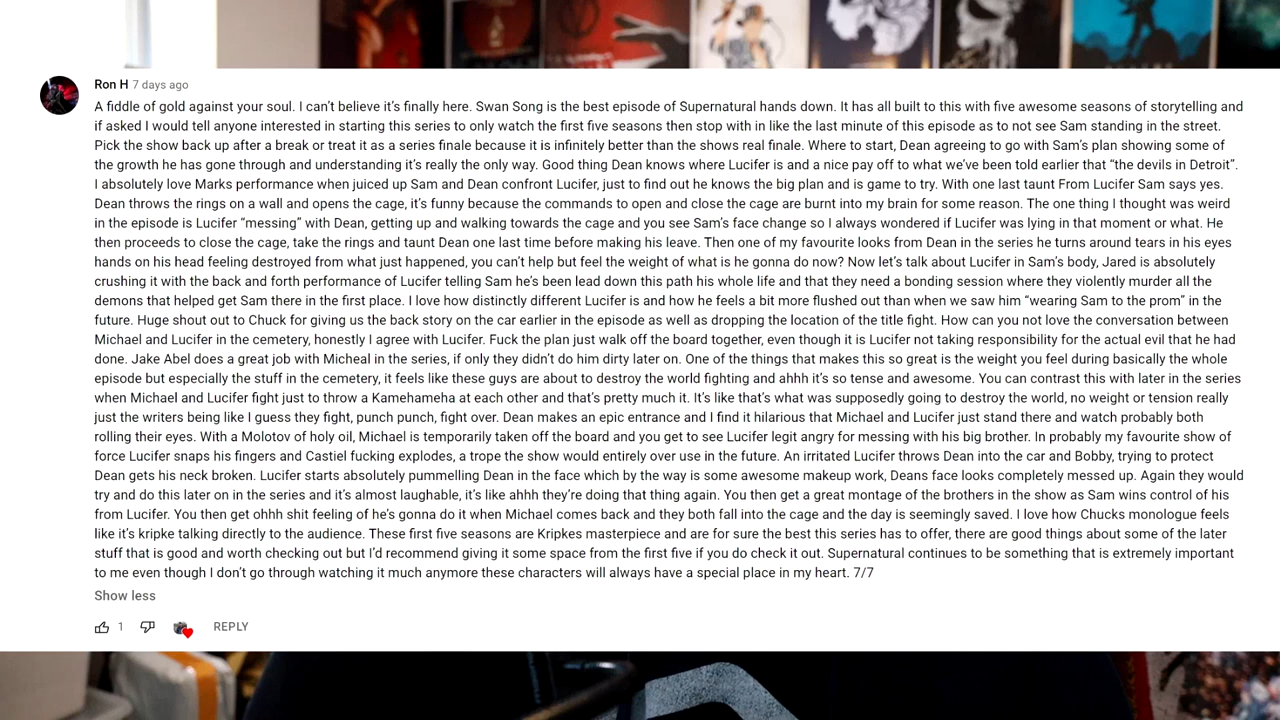 Ron H 7 days ago
A fiddle of gold against your soul. I can't believe it's finally here. Swan Song is the best episode of Supernatural hands down. It has all built to this with five awesome seasons of storytelling and
if asked I would tell anyone interested in starting this series to only watch the first five seasons then stop with in like the last minute of this episode as to not see Sam standing in the street.
Pick the show back up after a break or treat it as a series finale because it is infinitely better than the shows real finale. Where to start, Dean agreeing to go with Sam's plan showing some of
the growth he has gone through and understanding it's really the only way. Good thing Dean knows where Lucifer is and a nice pay off to what we've been told earlier that "the devils in Detroit".
I absolutely love Marks performance when juiced up Sam and Dean confront Lucifer, just to find out he knows the big plan and is game to try. With one last taunt From Lucifer Sam says yes.
Dean throws the rings on a wall and opens the cage, it's funny because the commands to open and close the cage are burnt into my brain for some reason. The one thing I thought was weird
in the episode is Lucifer "messing" with Dean, getting up and walking towards the cage and you see Sam's face change so I always wondered if Lucifer was lying in that moment or what. He
then proceeds to close the cage, take the rings and taunt Dean one last time before making his leave. Then one of my favourite looks from Dean in the series he turns around tears in his eyes
hands on his head feeling destroyed from what just happened, you can't help but feel the weight of what is he gonna do now? Now let's talk about Lucifer in Sam's body, Jared is absolutely
crushing it with the back and forth performance of Lucifer telling Sam he's been lead down this path his whole life and that they need a bonding session where they violently murder all the
demons that helped get Sam there in the first place. I love how distinctly different Lucifer is and how he feels a bit more flushed out than when we saw him "wearing Sam to the prom" in the
future. Huge shout out to Chuck for giving us the back story on the car earlier in the episode as well as dropping the location of the title fight. How can you not love the conversation between
Michael and Lucifer in the cemetery, honestly I agree with Lucifer. Fuck the plan just walk off the board together, even though it is Lucifer not taking responsibility for the actual evil that he had
done. Jake Abel does a great job with Micheal in the series, if only they didn't do him dirty later on. One of the things that makes this so great is the weight you feel during basically the whole
episode but especially the stuff in the cemetery, it feels like these guys are about to destroy the world fighting and ahhh it's so tense and awesome. You can contrast this with later in the series
when Michael and Lucifer fight just to throw a Kamehameha at each other and that's pretty much it. It's like that's what was supposedly going to destroy the world, no weight or tension really
just the writers being like I guess they fight, punch punch, fight over. Dean makes an epic entrance and I find it hilarious that Michael and Lucifer just stand there and watch probably both
rolling their eyes. With a Molotov of holy oil, Michael is temporarily taken off the board and you get to see Lucifer legit angry for messing with his big brother. In probably my favourite show of
force Lucifer snaps his fingers and Castiel fucking explodes, a trope the show would entirely over use in the future. An irritated Lucifer throws Dean into the car and Bobby, trying to protect
Dean gets his neck broken. Lucifer starts absolutely pummelling Dean in the face which by the way is some awesome makeup work, Deans face looks completely messed up. Again they would
try and do this later on in the series and it's almost laughable, it's like ahhh they're doing that thing again. You then get a great montage of the brothers in the show as Sam wins control of his
from Lucifer. You then get ohhh shit feeling of he's gonna do it when Michael comes back and they both fall into the cage and the day is seemingly saved. I love how Chucks monologue feels
like it's kripke talking directly to the audience. These first five seasons are Kripkes masterpiece and are for sure the best this series has to offer, there are good things about some of the later
stuff that is good and worth checking out but I'd recommend giving it some space from the first five if you do check it out. Supernatural continues to be something that is extremely important
to me even though I don't go through watching it much anymore these characters will always have a special place in my heart. 7/7
Show less
1 REPLY